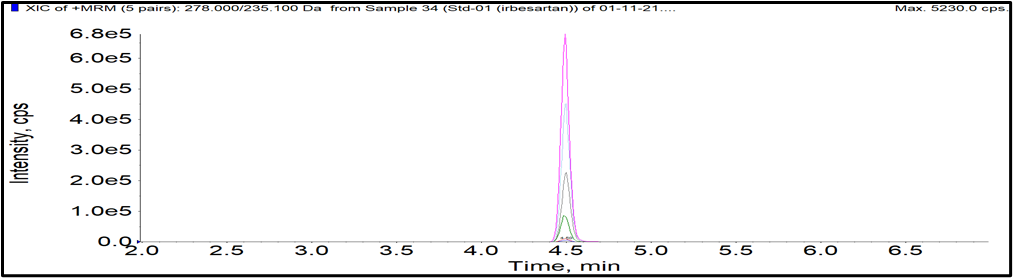 XIC of +MRM (5 pairs): 278.000/235.100 Da from Sample 34 (Std-01 (irbesartan)) of 01-11-21.... Max. 5230.0 cps.
6.8e5
6.0e5
5.0e5
4.0e5
3.0e5
2.0e5
1.0e5
0.0
Intensity, cps
2.0 2.5 3.0 3.5 4.0 4.5 5.0 5.5 6.0 6.5
Time, min